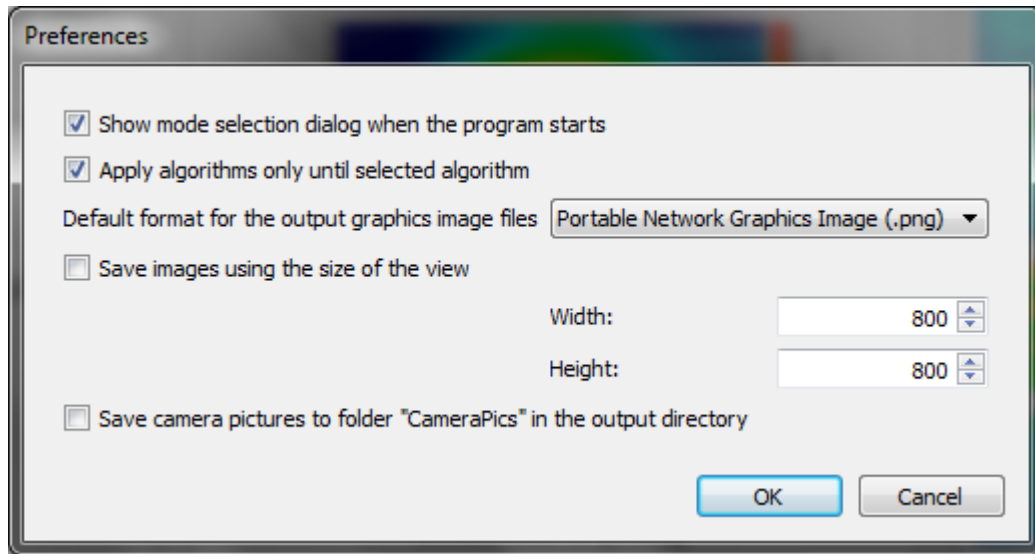 Preferences
Show mode selection dialog when the program starts
Apply algorithms only until selected algorithm
Default format for the output graphics image files Portable Network Graphics Image (.png)
Save images using the size of the view
Width: 800
Height: 800
Save camera pictures to folder "CameraPics" in the output directory
OK Cancel